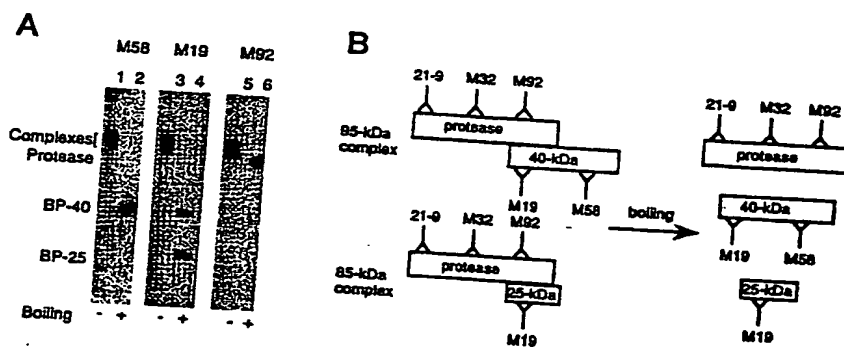 A
M58 M19 M92
1 2 3 4 5 6
Complexes[
Protease
BP-40
BP-25
Boiling - + - + - +
B
21-9 M32 M92
protease
95-kDa
complex
40-kDa
M19 M58
21-9 M32 M92
protease
85-kDa
complex
25-kDa
M19
boiling
21-9 M32 M92
protease
40-kDa
M19 M58
25-kDa
M19